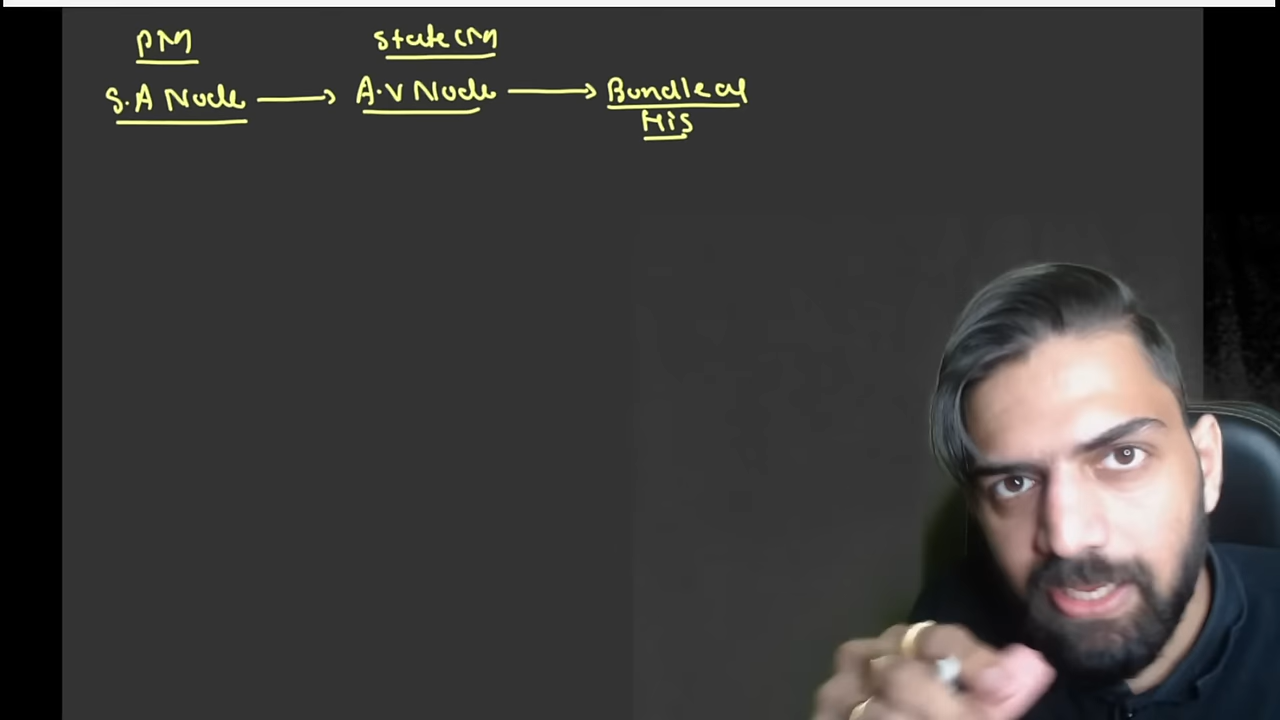 PM State CM
S.A Node → A.V Node → Bundle of
His